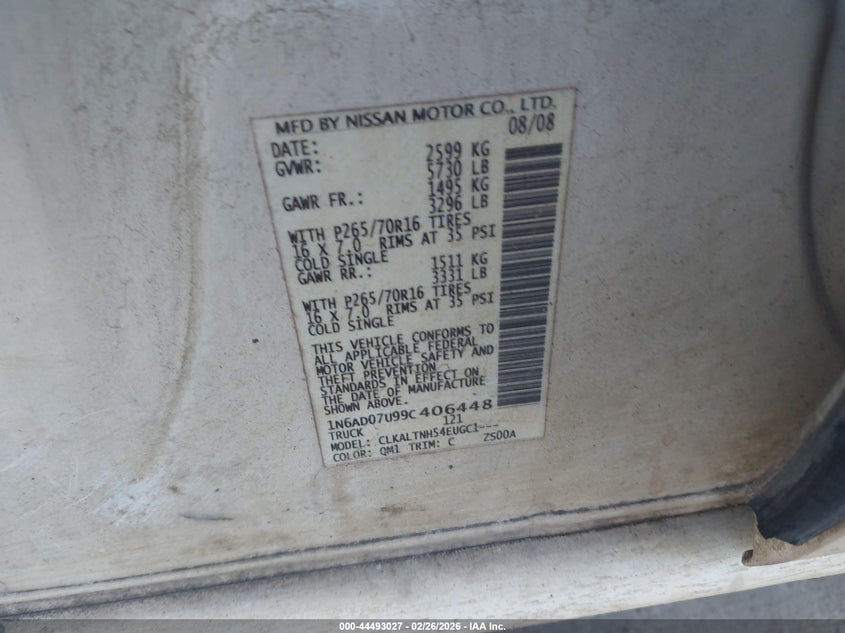 MFD BY NISSAN MOTOR CO., LTD.
DATE: 08/08
GVWR: 2599 KG
5730 LB
GAWR FR.: 1495 KG
3296 LB
WITH P265/70R16 TIRES
16 X 7.0 RIMS AT 35 PSI
COLD SINGLE
GAWR RR.: 1511 KG
3331 LB
WITH P265/70R16 TIRES
16 X 7.0 RIMS AT 35 PSI
COLD SINGLE
THIS VEHICLE CONFORMS TO
ALL APPLICABLE FEDERAL
MOTOR VEHICLE SAFETY AND
THEFT PREVENTION
STANDARDS IN EFFECT ON
THE DATE OF MANUFACTURE
SHOWN ABOVE.
1N6AD07U99C406448
TRUCK 121
MODEL: CLKALTNH54EUGC1---
COLOR: QM1 TRIM: C ZS00A
000-44493027 - 02/26/2026 - IAA Inc.